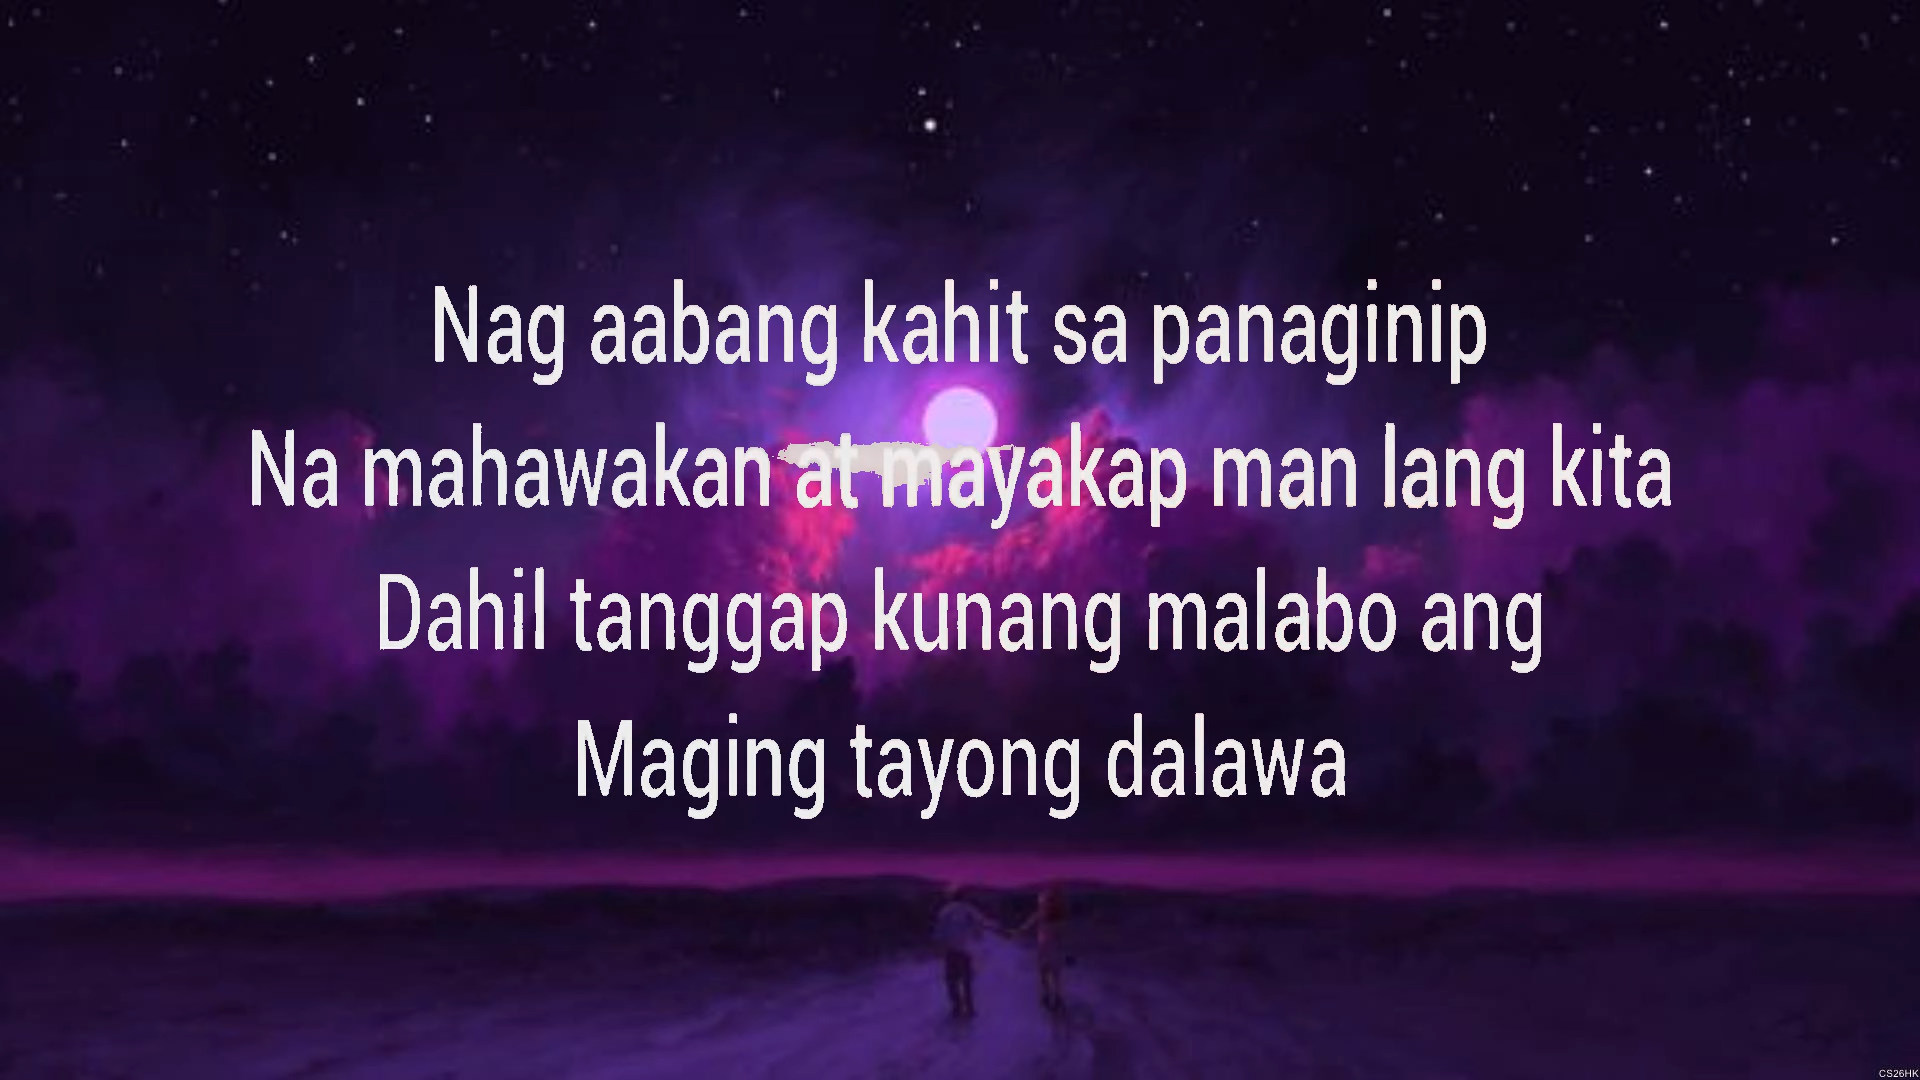 Nag aabang kahit sa panaginip
Na mahawakan at mayakap man lang kita
Dahil tanggap kunang malabo ang
Maging tayong dalawa
CS26HK